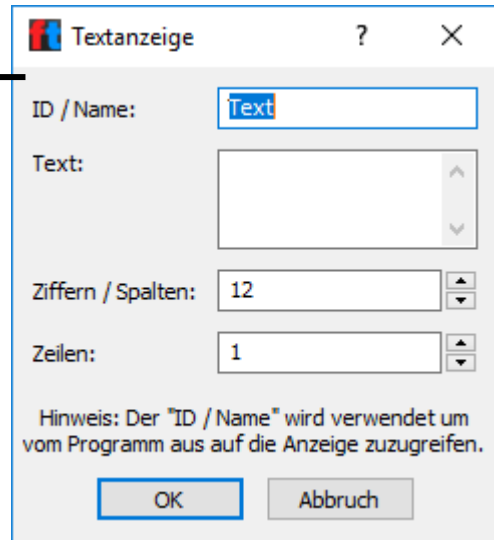 ft Textanzeige ?
ID / Name: Text
Text:
Ziffern / Spalten: 12
Zeilen: 1
Hinweis: Der "ID / Name" wird verwendet um
vom Programm aus auf die Anzeige zuzugreifen.
OK Abbruch